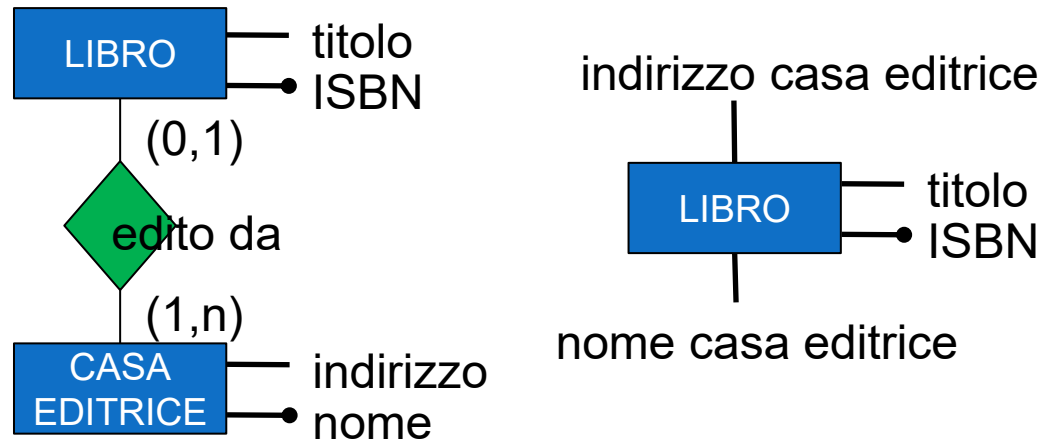 LIBRO
titolo
ISBN
(0,1)
edito da
(1,n)
CASA
EDITRICE
indirizzo
nome
indirizzo casa editrice
LIBRO
titolo
ISBN
nome casa editrice